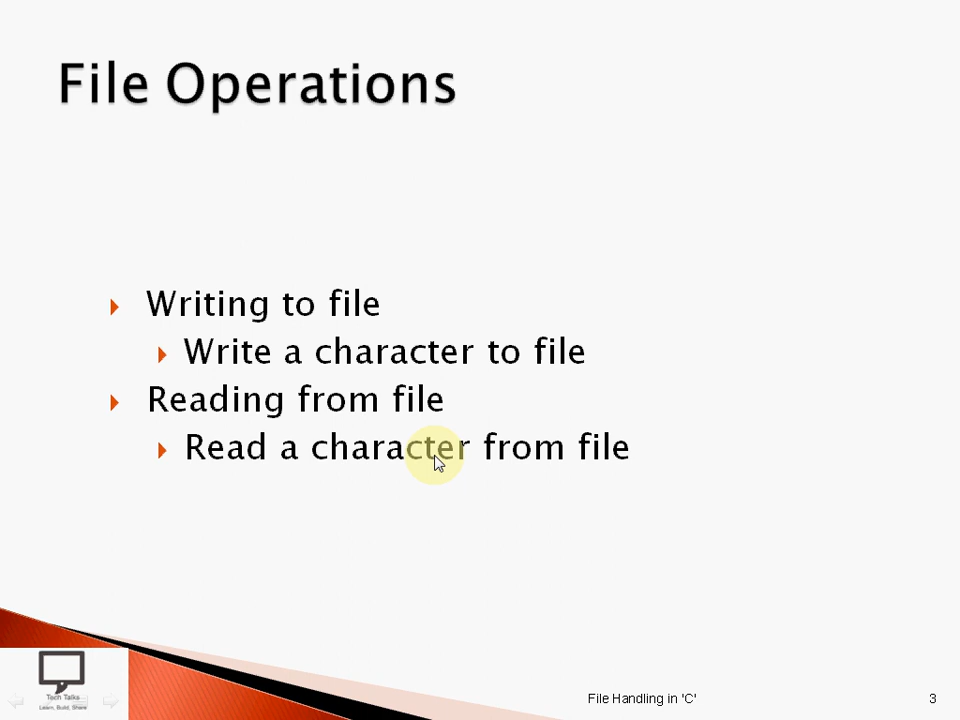 File Operations
Writing to file
Write a character to file
Reading from file
Read a character from file
Tech Talks
Learn, Build, Share
File Handling in 'C'
3